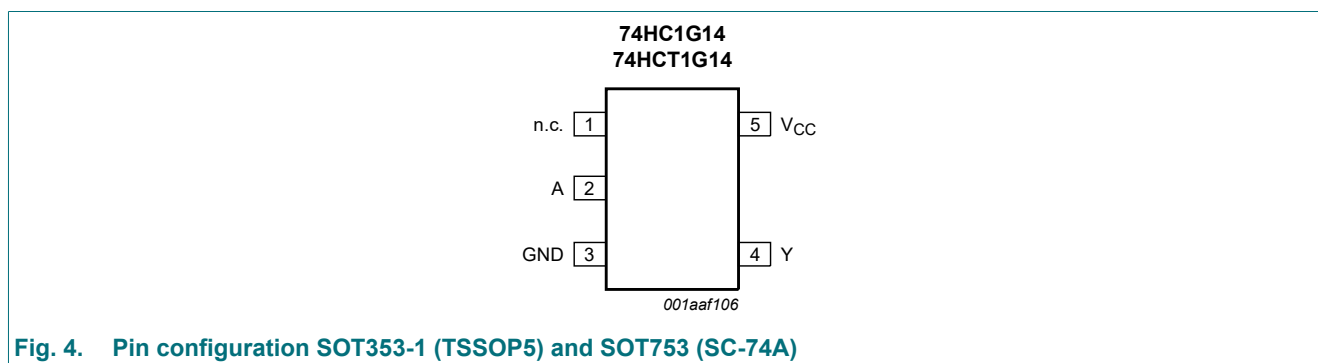 74HC1G14
74HCT1G14
n.c. 1
5 VCC
A 2
GND 3
4 Y
001aaf106
Fig. 4. Pin configuration SOT353-1 (TSSOP5) and SOT753 (SC-74A)